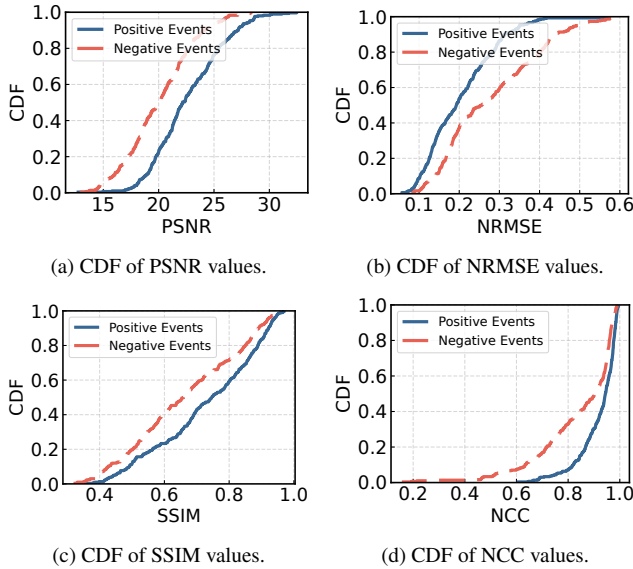 1.0
0.8
0.6
0.4
0.2
0.0
CDF
Positive Events
Negative Events
15 20 25 30
PSNR
(a) CDF of PSNR values.
1.0
0.8
0.6
0.4
0.2
0.0
CDF
Positive Events
Negative Events
0.1 0.2 0.3 0.4 0.5 0.6
NRMSE
(b) CDF of NRMSE values.
1.0
0.8
0.6
0.4
0.2
0.0
CDF
Positive Events
Negative Events
0.4 0.6 0.8 1.0
SSIM
(c) CDF of SSIM values.
1.0
0.8
0.6
0.4
0.2
0.0
CDF
Positive Events
Negative Events
0.2 0.4 0.6 0.8 1.0
NCC
(d) CDF of NCC values.